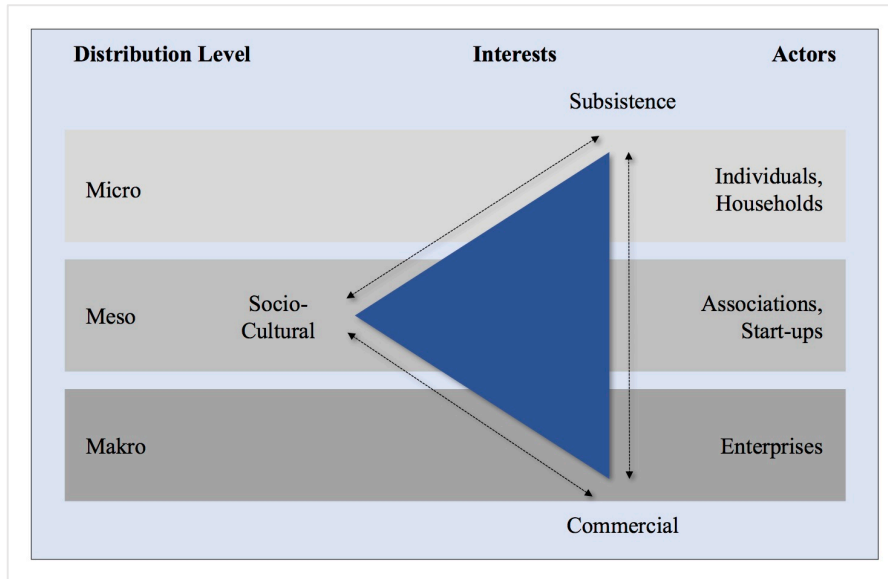 Distribution Level Interests Actors
Subsistence
Micro
Individuals,
Households
Meso
Socio-
Cultural
Associations,
Start-ups
Makro
Enterprises
Commercial